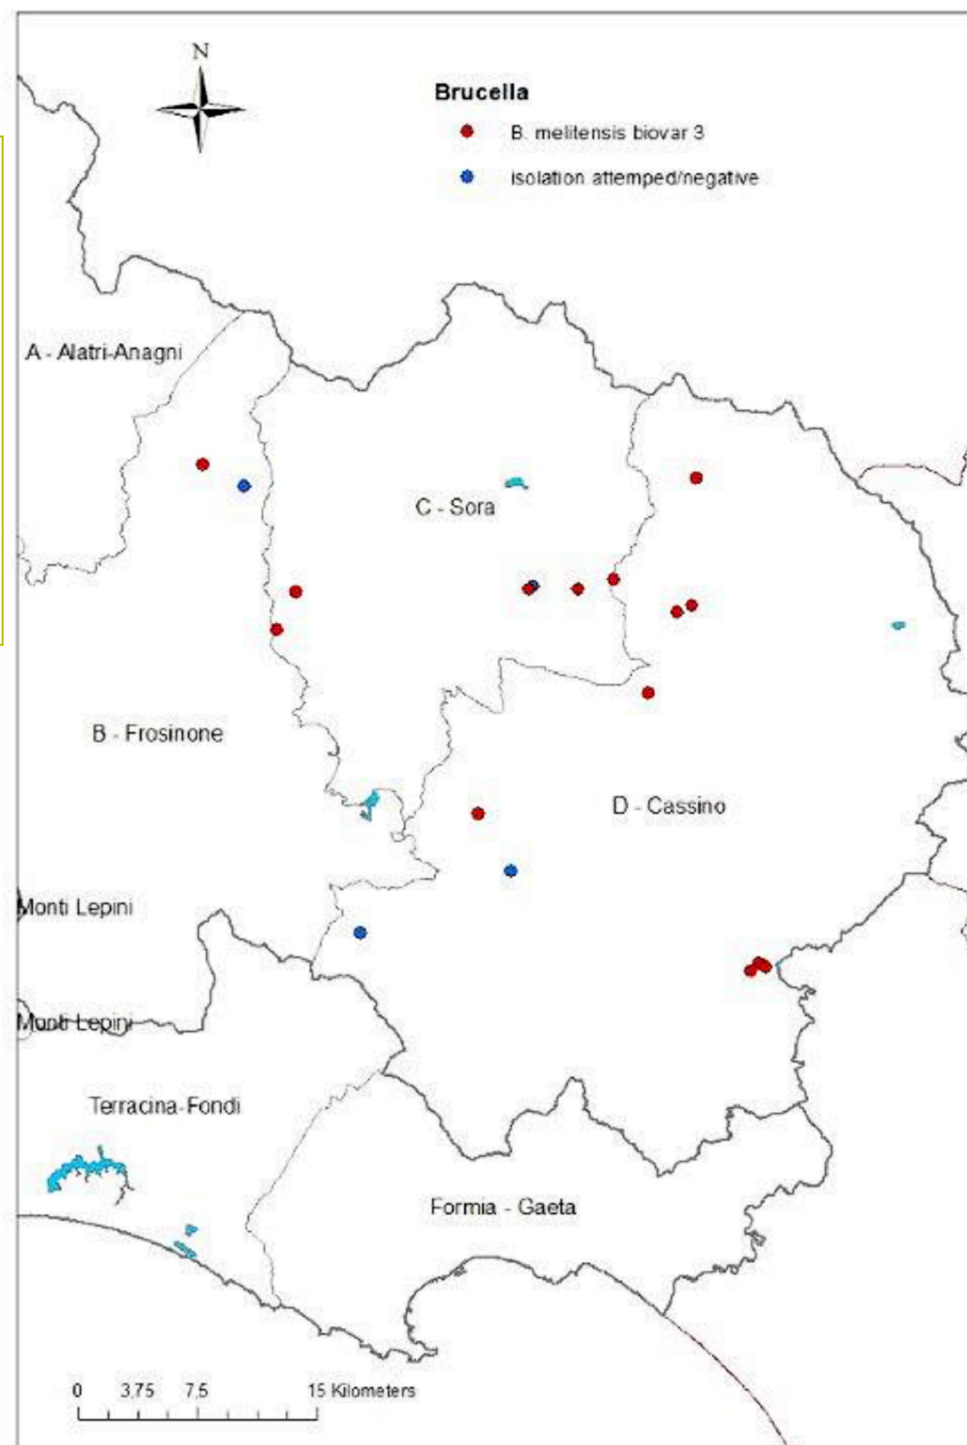 N
Brucella
B. melitensis biovar 3
isolation attemped/negative
A - Alatri-Anagni
C - Sora
B - Frosinone
D - Cassino
Monti Lepini
Monti Lepini
Terracina-Fondi
Formia - Gaeta
0 3,75 7,5 15 Kilometers